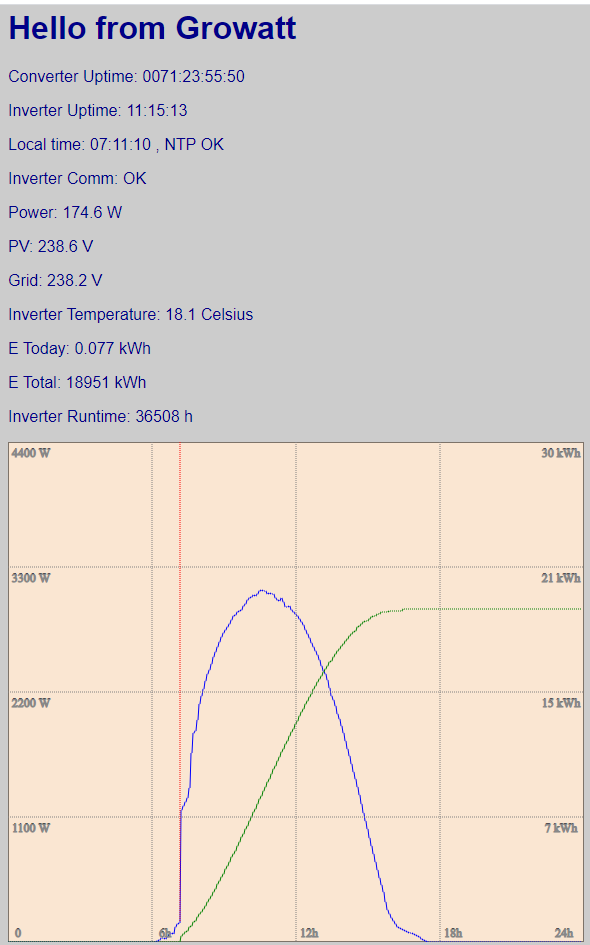 Hello from Growatt
Converter Uptime: 0071:23:55:50
Inverter Uptime: 11:15:13
Local time: 07:11:10 , NTP OK
Inverter Comm: OK
Power: 174.6 W
PV: 238.6 V
Grid: 238.2 V
Inverter Temperature: 18.1 Celsius
E Today: 0.077 kWh
E Total: 18951 kWh
Inverter Runtime: 36508 h
4400 W 30 kWh
3300 W 21 kWh
2200 W 15 kWh
1100 W 7 kWh
0 6h 12h 18h 24h